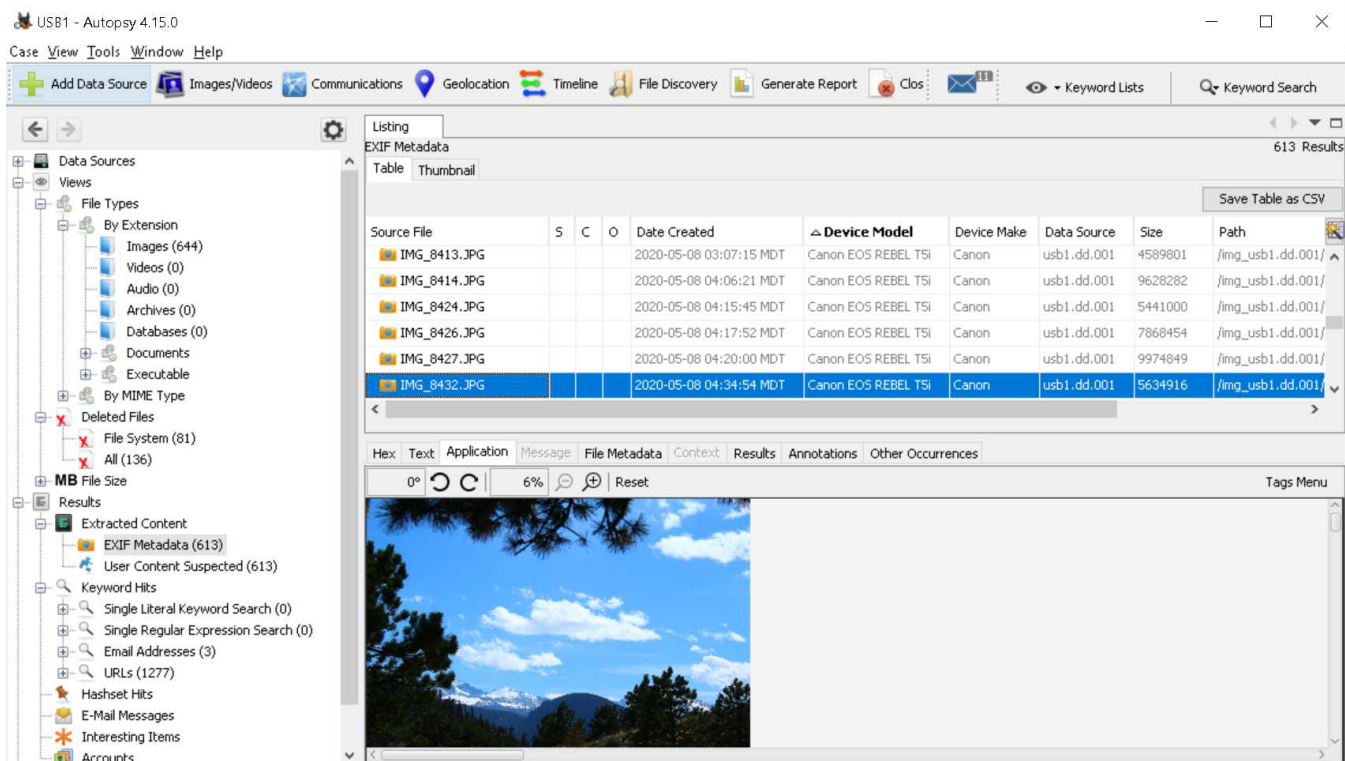 USB1 - Autopsy 4.15.0
Case View Tools Window Help
Add Data Source Images/Videos Communications Geolocation Timeline File Discovery Generate Report Clos 11 Keyword Lists Keyword Search
Listing
EXIF Metadata 613 Results
Table Thumbnail
Save Table as CSV
Source File S C O Date Created Device Model Device Make Data Source Size Path
IMG_8413.JPG 2020-05-08 03:07:15 MDT Canon EOS REBEL T5i Canon usb1.dd.001 4589801 /img_usb1.dd.001/
IMG_8414.JPG 2020-05-08 04:06:21 MDT Canon EOS REBEL T5i Canon usb1.dd.001 9628282 /img_usb1.dd.001/
IMG_8424.JPG 2020-05-08 04:15:45 MDT Canon EOS REBEL T5i Canon usb1.dd.001 5441000 /img_usb1.dd.001/
IMG_8426.JPG 2020-05-08 04:17:52 MDT Canon EOS REBEL T5i Canon usb1.dd.001 7868454 /img_usb1.dd.001/
IMG_8427.JPG 2020-05-08 04:20:00 MDT Canon EOS REBEL T5i Canon usb1.dd.001 9974849 /img_usb1.dd.001/
IMG_8432.JPG 2020-05-08 04:34:54 MDT Canon EOS REBEL T5i Canon usb1.dd.001 5634916 /img_usb1.dd.001/
Hex Text Application Message File Metadata Context Results Annotations Other Occurrences
0° 6% Reset Tags Menu
Data Sources
Views
File Types
By Extension
Images (644)
Videos (0)
Audio (0)
Archives (0)
Databases (0)
Documents
Executable
By MIME Type
Deleted Files
File System (81)
All (136)
MB File Size
Results
Extracted Content
EXIF Metadata (613)
User Content Suspected (613)
Keyword Hits
Single Literal Keyword Search (0)
Single Regular Expression Search (0)
Email Addresses (3)
URLs (1277)
Hashset Hits
E-Mail Messages
Interesting Items
Accounts